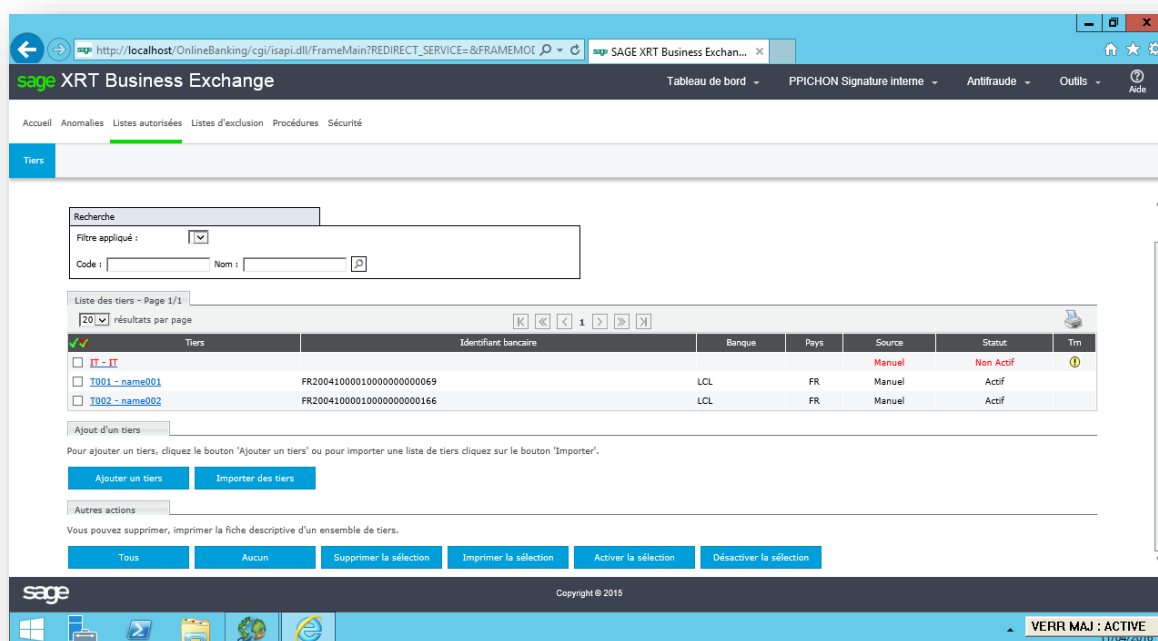 http://localhost/OnlineBanking/cgi/isapi.dll/FrameMain?REDIRECT_SERVICE=&FRAMEMOD
sage SAGE XRT Business Exchan...
sage XRT Business Exchange
Tableau de bord PPICHON Signature interne Antifraude Outils Aide
Accueil Anomalies Listes autorisées Listes d'exclusion Procédures Sécurité
Tiers
Recherche
Filtre appliqué :
Code : Nom :
Liste des tiers - Page 1/1
20 résultats par page 1
Tiers Identifiant bancaire Banque Pays Source Statut Trn
IT - IT Manuel Non Actif
T001 - name001 FR2004100001000000000069 LCL FR Manuel Actif
T002 - name002 FR2004100001000000000166 LCL FR Manuel Actif
Ajout d'un tiers
Pour ajouter un tiers, cliquez le bouton 'Ajouter un tiers' ou pour importer une liste de tiers cliquez sur le bouton 'Importer'.
Ajouter un tiers Importer des tiers
Autres actions
Vous pouvez supprimer, imprimer la fiche descriptive d'un ensemble de tiers.
Tous Aucun Supprimer la sélection Imprimer la sélection Activer la sélection Désactiver la sélection
sage Copyright © 2015
VERR MAJ : ACTIVE